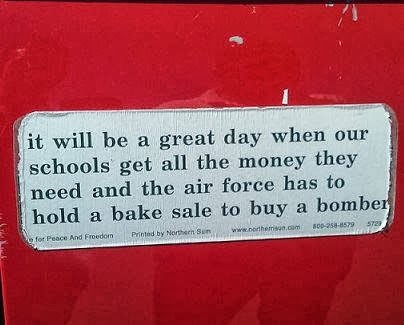 it will be a great day when our
schools get all the money they
need and the air force has to
hold a bake sale to buy a bomber
for Peace And Freedom Printed by Northern Sun www.northernsun.com 800-258-8579 5729